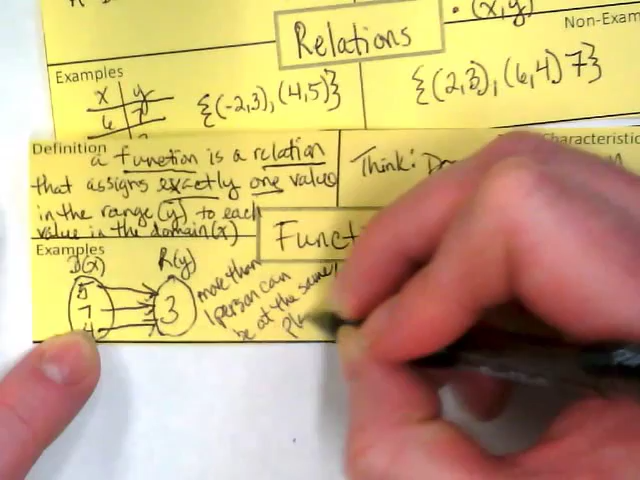 • (x,y)
Relations
Non-Exam
Examples
x y
6 7
{(-2,3), (4,5)}
{(2,3), (6,4) 7}
Definition
a function is a relation
that assigns exactly one value
in the range (y) to each
value in the domain (x)
Characteristic
Think:
Funct
Examples
D(x) R(y)
5
7
4
3
more than
1 person can
be at the same
pl